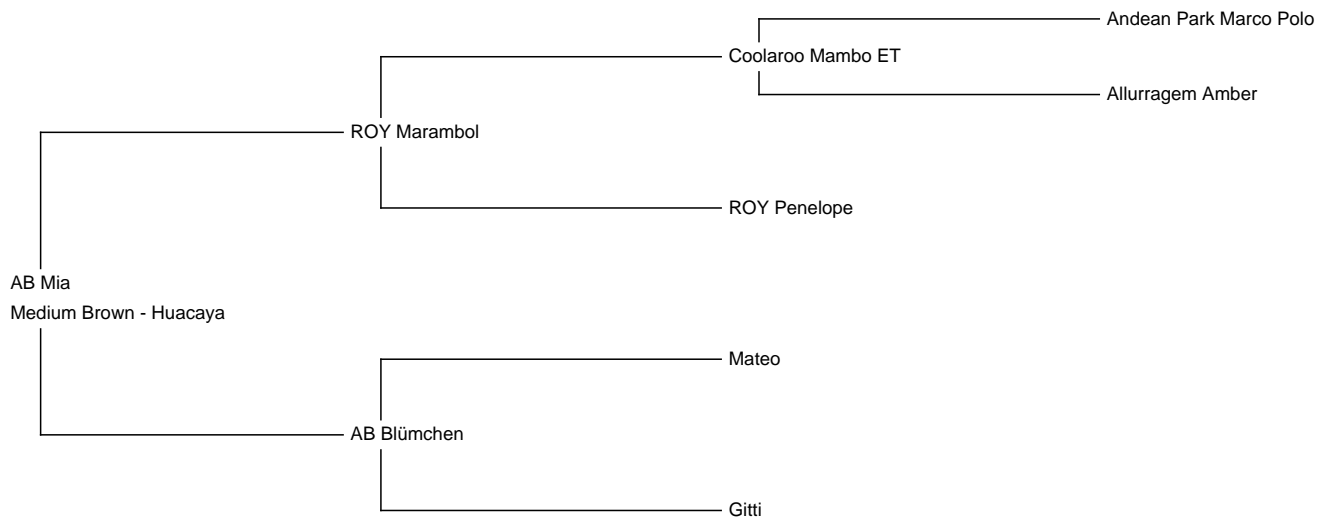 Andean Park Marco Polo
Coolaroo Mambo ET
Allurragem Amber
ROY Marambol
ROY Penelope
AB Mia
Medium Brown - Huacaya
Mateo
AB Blümchen
Gitti